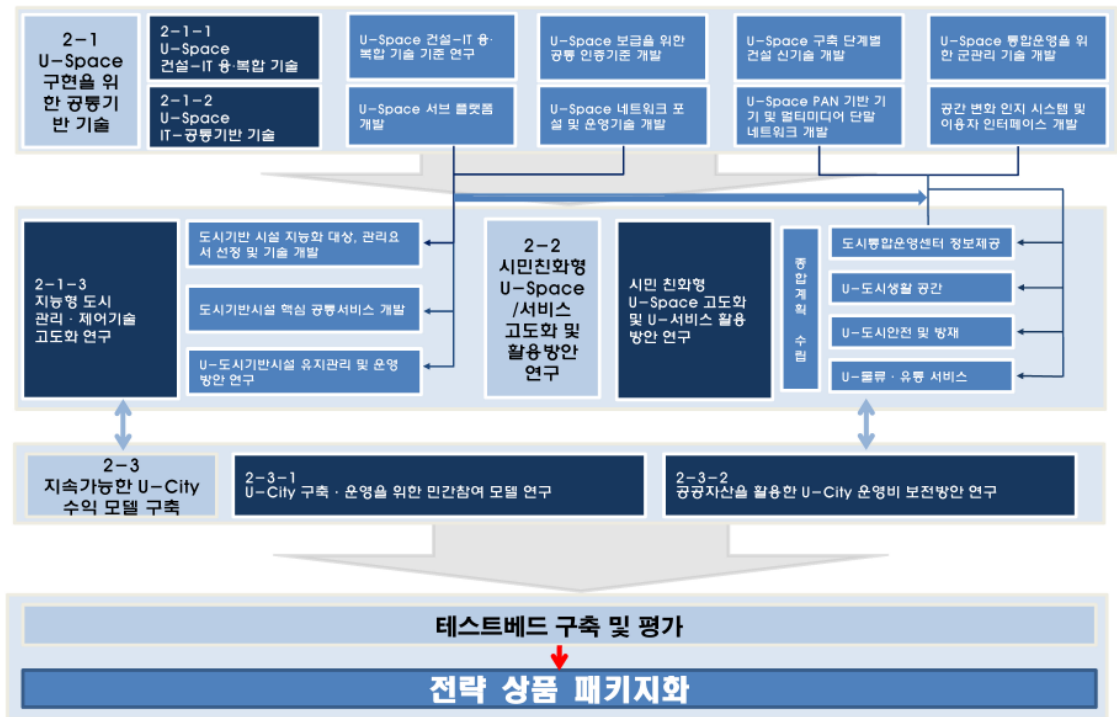 2-1
U-Space
구현을 위
한 공통기
반 기술
2-1-1
U-Space
건설-IT 융·복합 기술
U-Space 건설-IT 융·
복합 기술 기준 연구
U-Space 보급을 위한
공통 인증기준 개발
U-Space 구축 단계별
건설 신기술 개발
U-Space 통합운영을 위
한 군관리 기술 개발
2-1-2
U-Space
IT-공통기반 기술
U-Space 서브 플랫폼
개발
U-Space 네트워크 포
설 및 운영기술 개발
U-Space PAN 기반 기
기 및 멀티미디어 단말
네트워크 개발
공간 변화 인지 시스템 및
이용자 인터페이스 개발
2-1-3
지능형 도시
관리·제어기술
고도화 연구
도시기반 시설 지능화 대상, 관리요
서 선정 및 기술 개발
도시기반시설 핵심 공통서비스 개발
U-도시기반시설 유지관리 및 운영
방안 연구
2-2
시민친화형
U-Space
/서비스
고도화 및
활용방안
연구
시민 친화형
U-Space 고도화
및 U-서비스 활용
방안 연구
종합계획 수립
도시통합운영센터 정보제공
U-도시생활 공간
U-도시안전 및 방재
U-물류·유통 서비스
2-3
지속가능한 U-City
수익 모델 구축
2-3-1
U-City 구축·운영을 위한 민간참여 모델 연구
2-3-2
공공자산을 활용한 U-City 운영비 보전방안 연구
테스트베드 구축 및 평가
전략 상품 패키지화